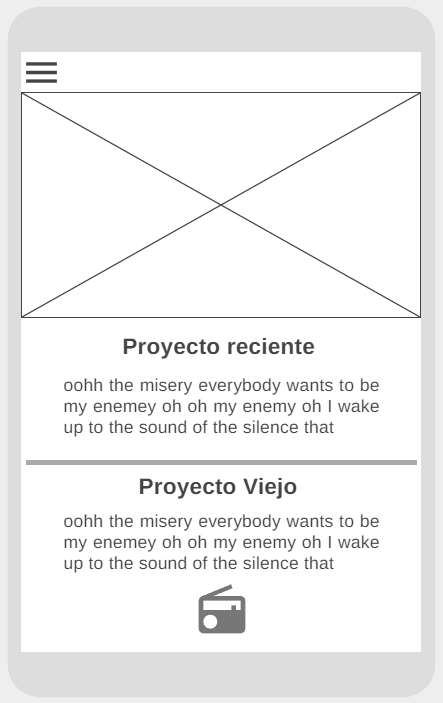 Proyecto reciente
oohh the misery everybody wants to be
my enemey oh oh my enemy oh I wake
up to the sound of the silence that
Proyecto Viejo
oohh the misery everybody wants to be
my enemey oh oh my enemy oh I wake
up to the sound of the silence that